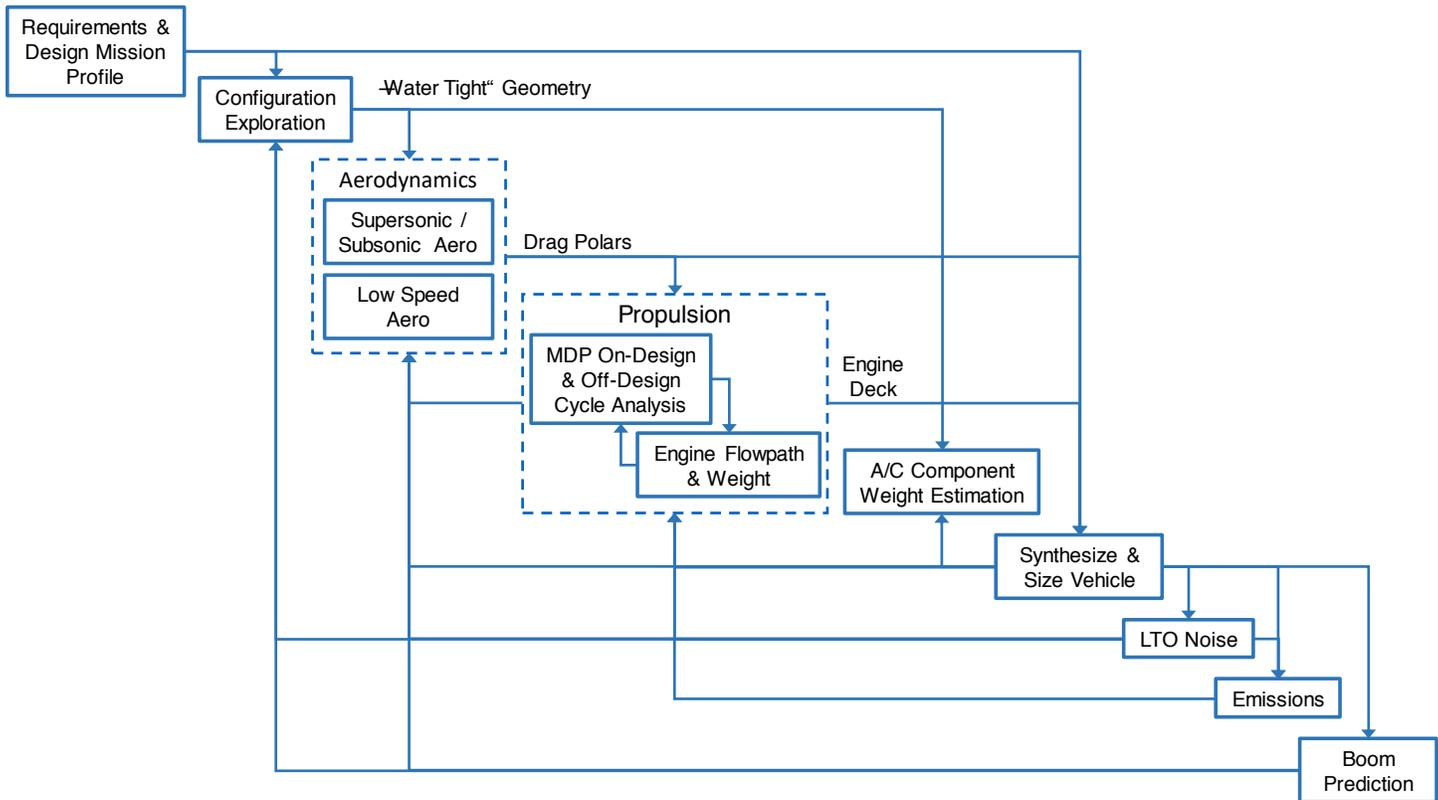 Requirements &
Design Mission
Profile
Configuration
Exploration
—Water Tight“ Geometry
Aerodynamics
Supersonic /
Subsonic Aero
Drag Polars
Low Speed
Aero
Propulsion
MDP On-Design
& Off-Design
Cycle Analysis
Engine
Deck
Engine Flowpath
& Weight
A/C Component
Weight Estimation
Synthesize &
Size Vehicle
LTO Noise
Emissions
Boom
Prediction